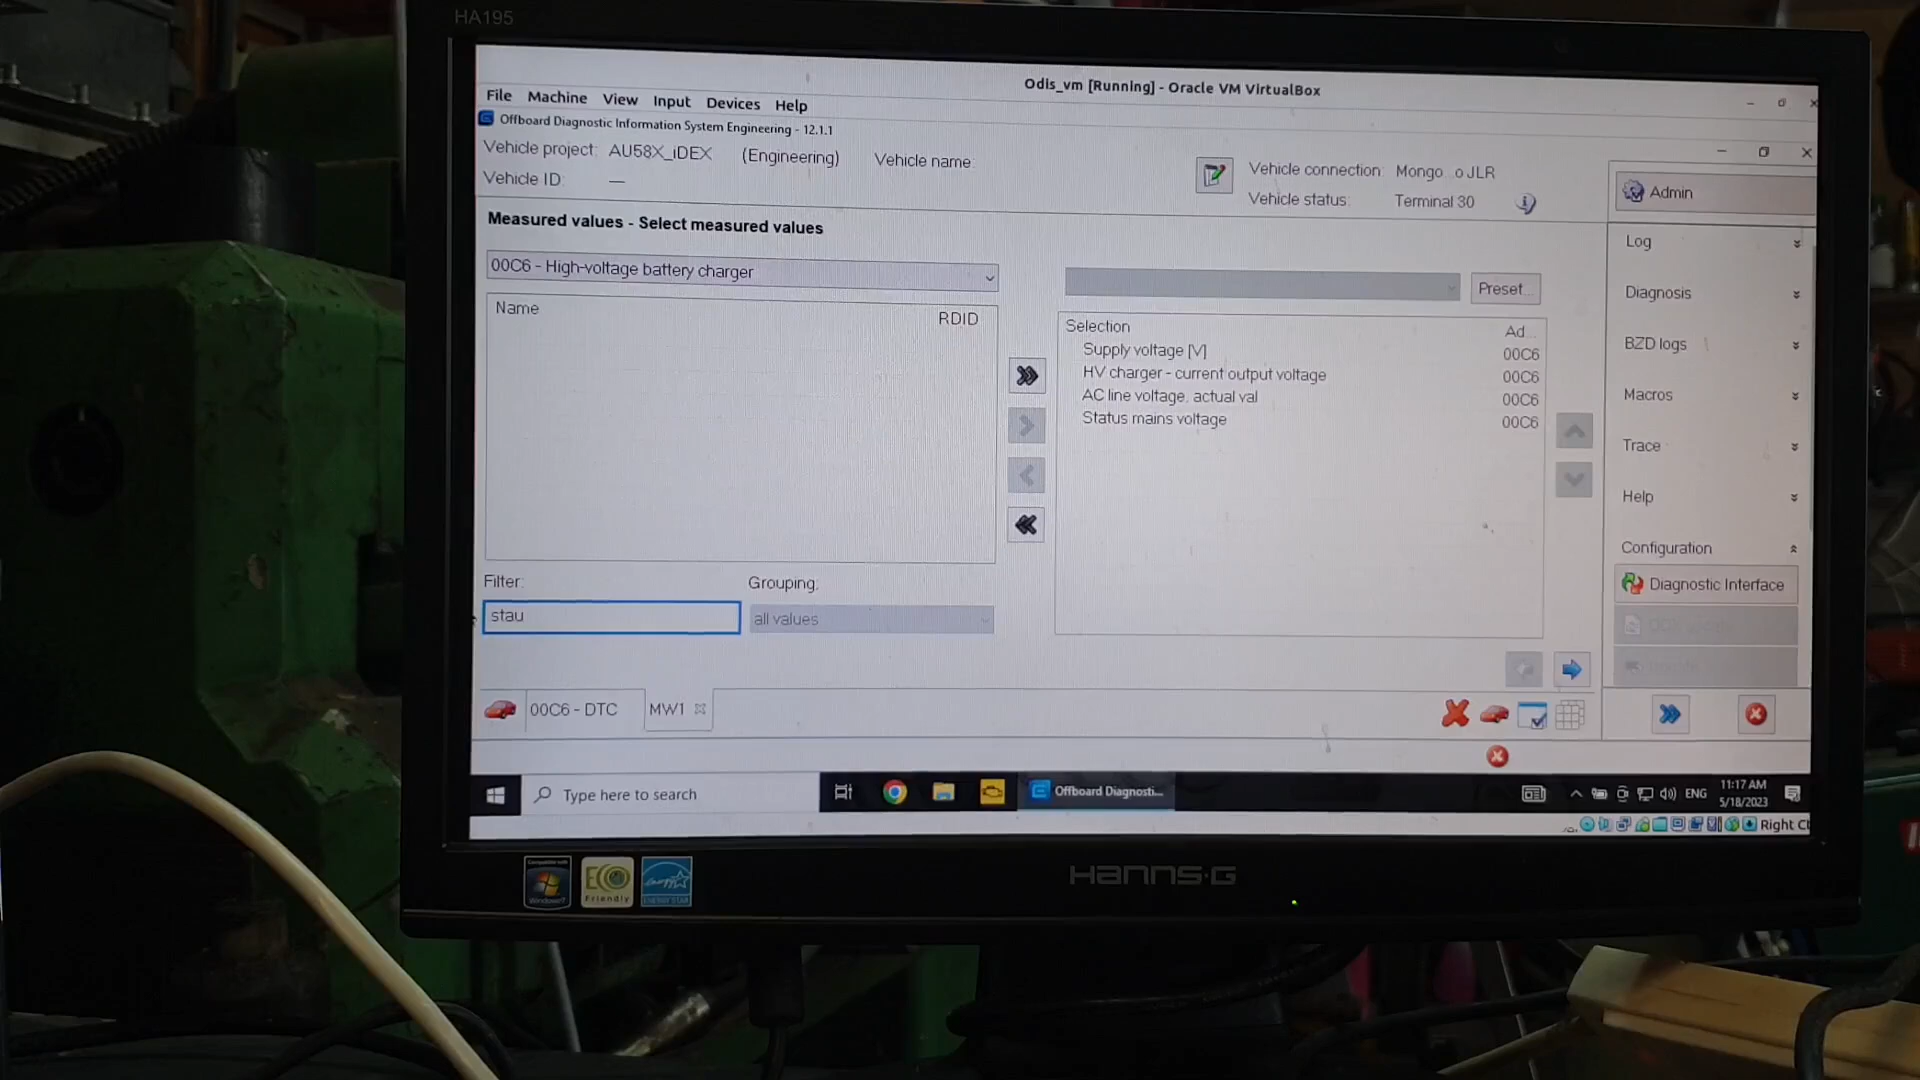 HA195
Odis_vm [Running] - Oracle VM VirtualBox
File Machine View Input Devices Help
Offboard Diagnostic Information System Engineering - 12.1.1
Vehicle project: AU58X_iDEX (Engineering) Vehicle name:
Vehicle ID: —
Vehicle connection: Mongo o JLR
Vehicle status: Terminal 30
Admin
Measured values - Select measured values
00C6 - High-voltage battery charger
Preset...
Name RDID
Selection Ad...
Supply voltage [V] 00C6
HV charger - current output voltage 00C6
AC line voltage, actual val 00C6
Status mains voltage 00C6
Filter: Grouping:
stau all values
Log
Diagnosis
BZD logs
Macros
Trace
Help
Configuration
Diagnostic Interface
00C6 - DTC MW1
Type here to search
Offboard Diagnosti...
ENG
11:17 AM
5/18/2023
Right Ct
Windows7
ECO
Friendly
ENERGY STAR
HANNS·G